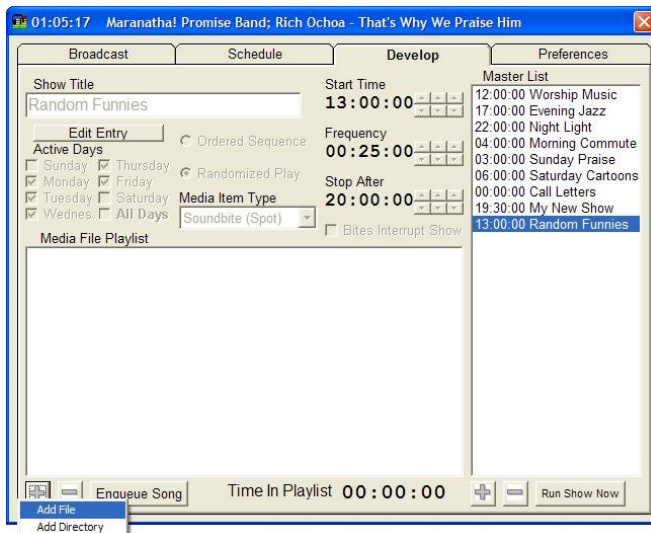 01:05:17 Maranatha! Promise Band; Rich Ochoa - That's Why We Praise Him
Broadcast Schedule Develop Preferences
Show Title
Random Funnies
Edit Entry
Active Days
Sunday Thursday
Monday Friday
Tuesday Saturday
Wednes. All Days
Ordered Sequence
Randomized Play
Media Item Type
Soundbite (Spot)
Start Time
13:00:00
Frequency
00:25:00
Stop After
20:00:00
Bites Interrupt Show
Master List
12:00:00 Worship Music
17:00:00 Evening Jazz
22:00:00 Night Light
04:00:00 Morning Commute
03:00:00 Sunday Praise
06:00:00 Saturday Cartoons
00:00:00 Call Letters
19:30:00 My New Show
13:00:00 Random Funnies
Media File Playlist
Enqueue Song
Time In Playlist 00:00:00
Run Show Now
Add File
Add Directory